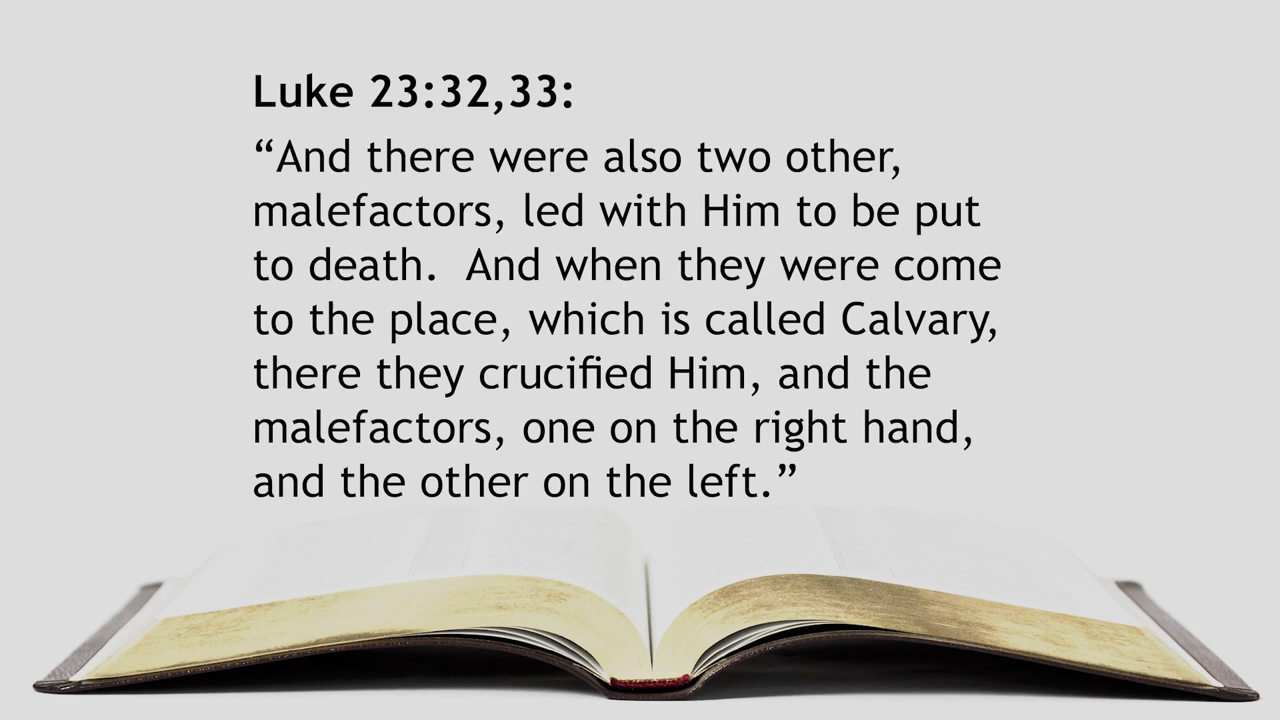 Luke 23:32,33:
“And there were also two other,
malefactors, led with Him to be put
to death.  And when they were come
to the place, which is called Calvary,
there they crucified Him, and the
malefactors, one on the right hand,
and the other on the left.”